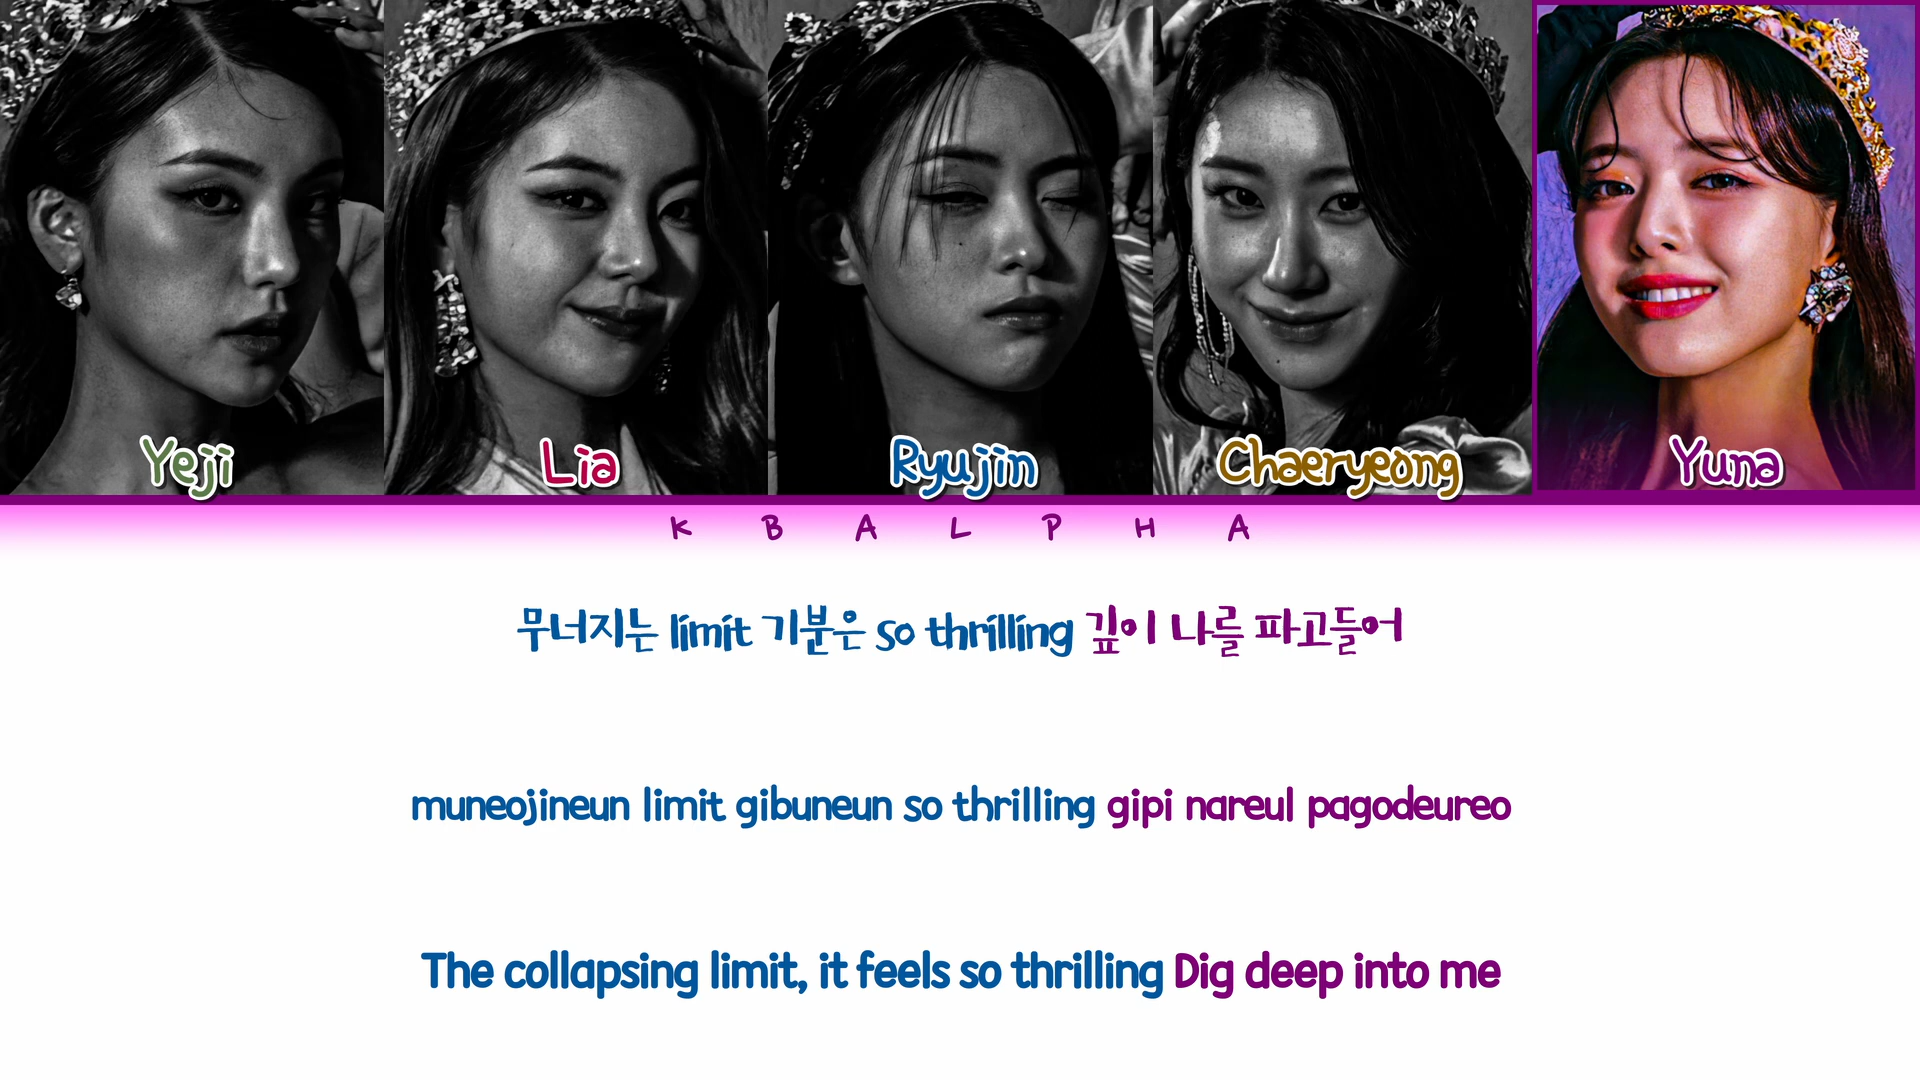 Yeji Lia Ryujin Chaeryeong Yuna
K B A L P H A
무너지는 limit 기분은 so thrilling 깊이 나를 파고들어
muneojineun limit gibuneun so thrilling gipi nareul pagodeureo
The collapsing limit, it feels so thrilling Dig deep into me